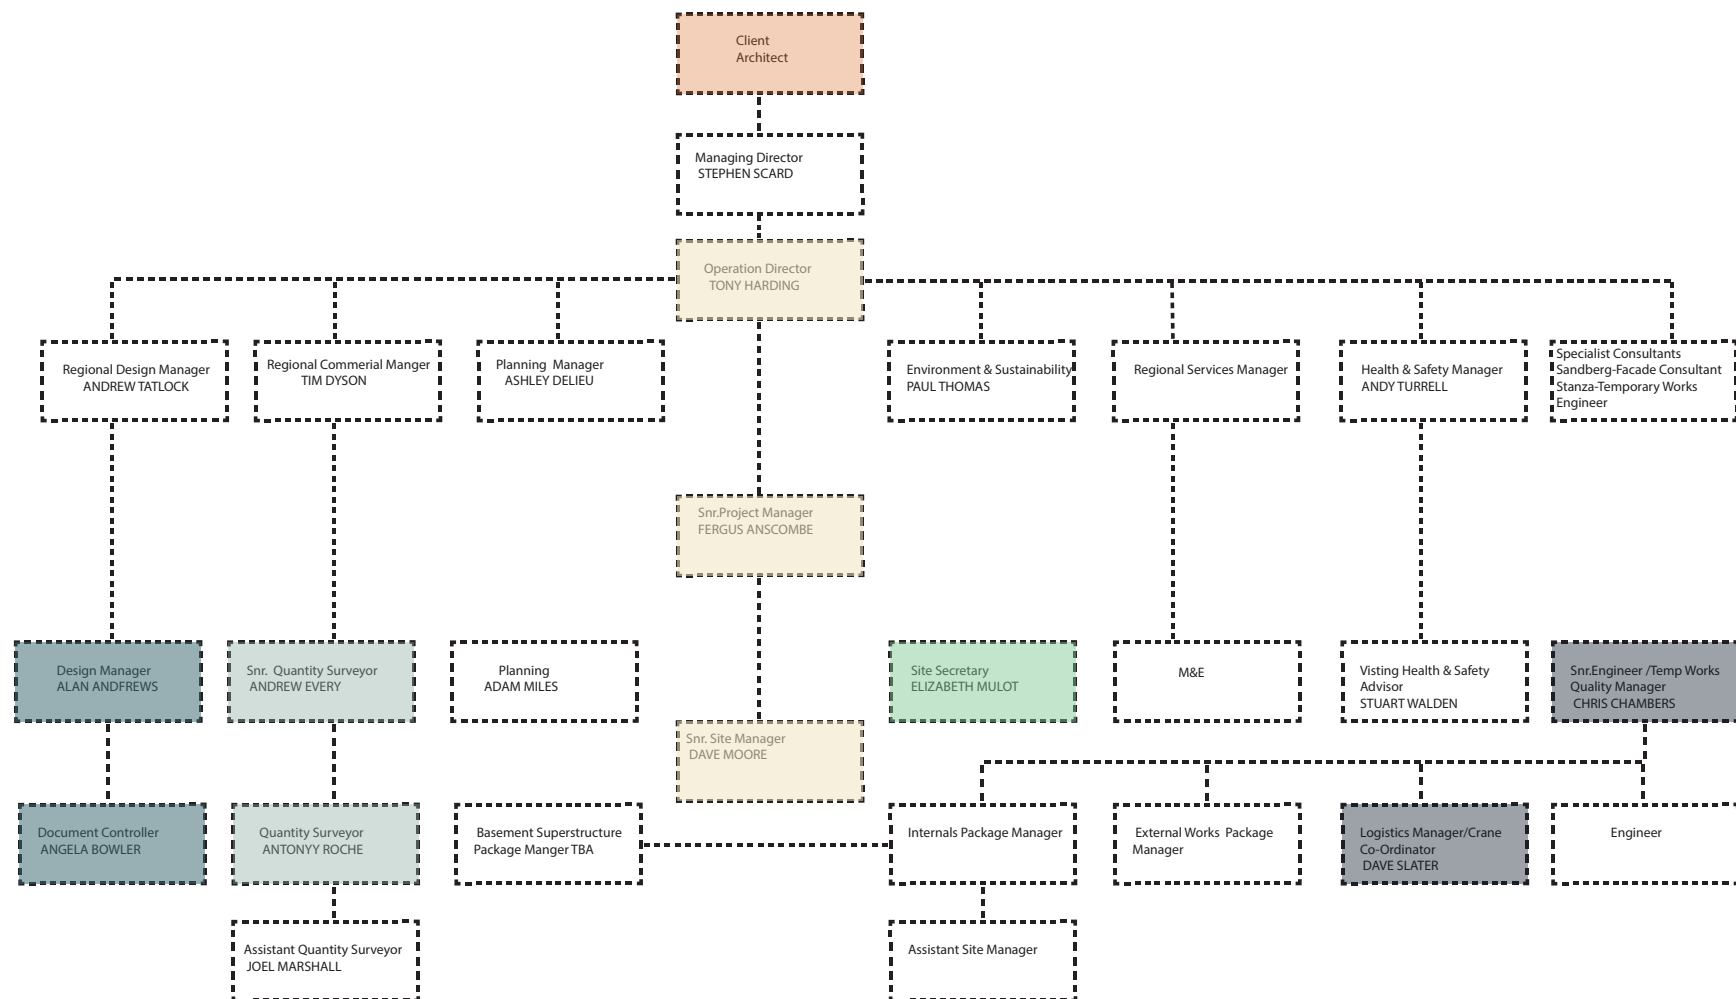 Client
Architect
Managing Director
STEPHEN SCARD
Operation Director
TONY HARDING
Regional Design Manager
ANDREW TATLOCK
Regional Commerial Manger
TIM DYSON
Planning Manager
ASHLEY DELIEU
Environment & Sustainability
PAUL THOMAS
Regional Services Manager
Health & Safety Manager
ANDY TURRELL
Specialist Consultants
Sandberg-Facade Consultant
Stanza-Temporary Works
Engineer
Snr.Project Manager
FERGUS ANSCOMBE
Design Manager
ALAN ANDFREWS
Snr. Quantity Surveyor
ANDREW EVERY
Planning
ADAM MILES
Site Secretary
ELIZABETH MULOT
M&E
Visting Health & Safety
Advisor
STUART WALDEN
Snr.Engineer /Temp Works
Quality Manager
CHRIS CHAMBERS
Snr. Site Manager
DAVE MOORE
Document Controller
ANGELA BOWLER
Quantity Surveyor
ANTONYY ROCHE
Basement Superstructure
Package Manger TBA
Internals Package Manager
External Works Package
Manager
Logistics Manager/Crane
Co-Ordinator
DAVE SLATER
Engineer
Assistant Quantity Surveyor
JOEL MARSHALL
Assistant Site Manager